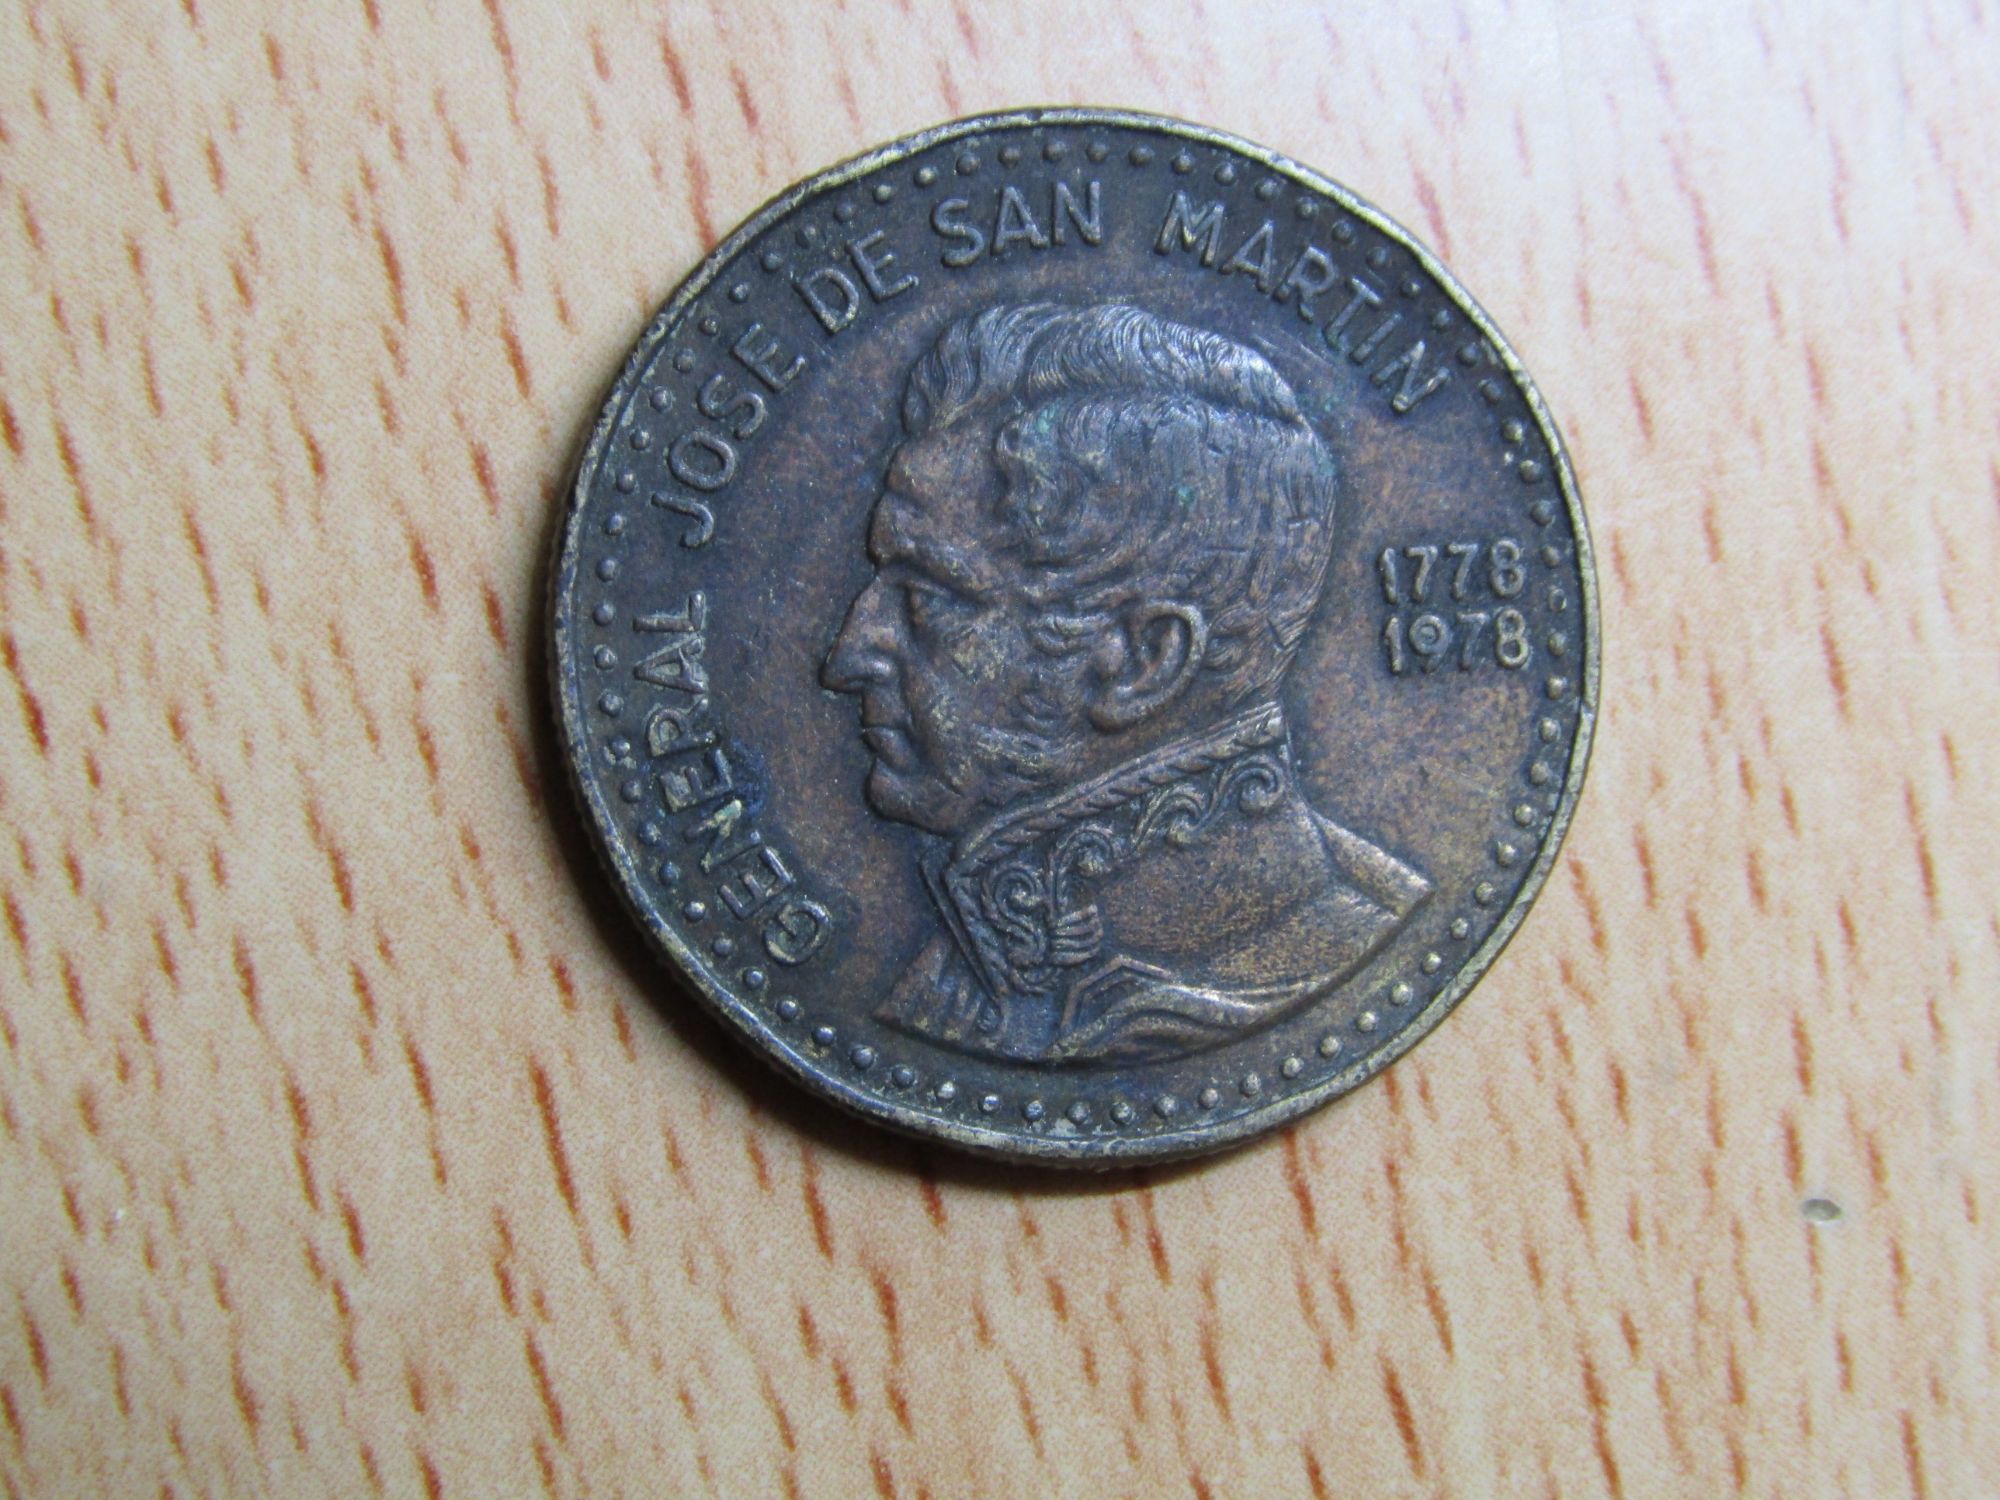 GENERAL JOSE DE SAN MARTIN
1778
1978